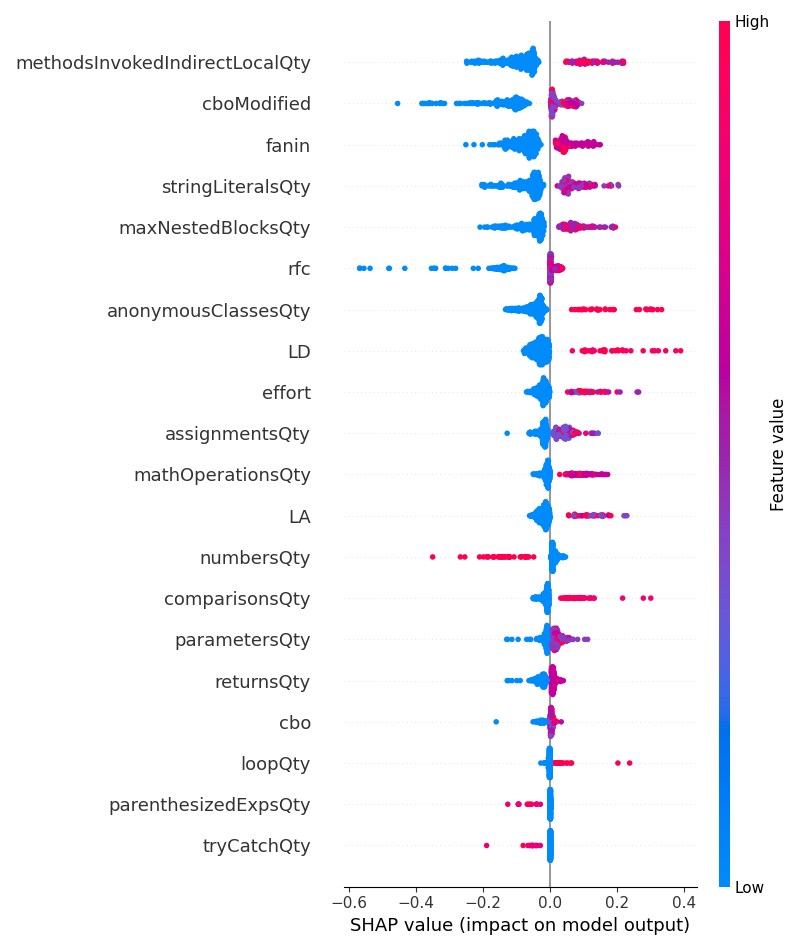 High
methodsInvokedIndirectLocalQty
cboModified
fanin
stringLiteralsQty
maxNestedBlocksQty
rfc
anonymousClassesQty
LD
effort
assignmentsQty
mathOperationsQty
LA
numbersQty
comparisonsQty
parametersQty
returnsQty
cbo
loopQty
parenthesizedExpsQty
tryCatchQty
Feature value
Low
−0.6 −0.4 −0.2 0.0 0.2 0.4
SHAP value (impact on model output)